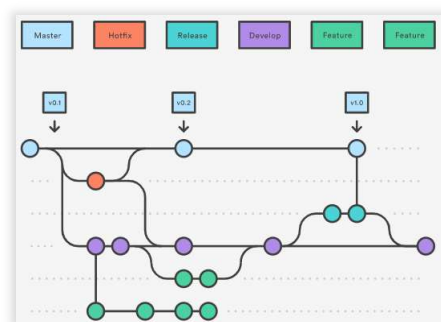 Master
Hotfix
Release
Develop
Feature
Feature
v0.1
v0.2
v1.0